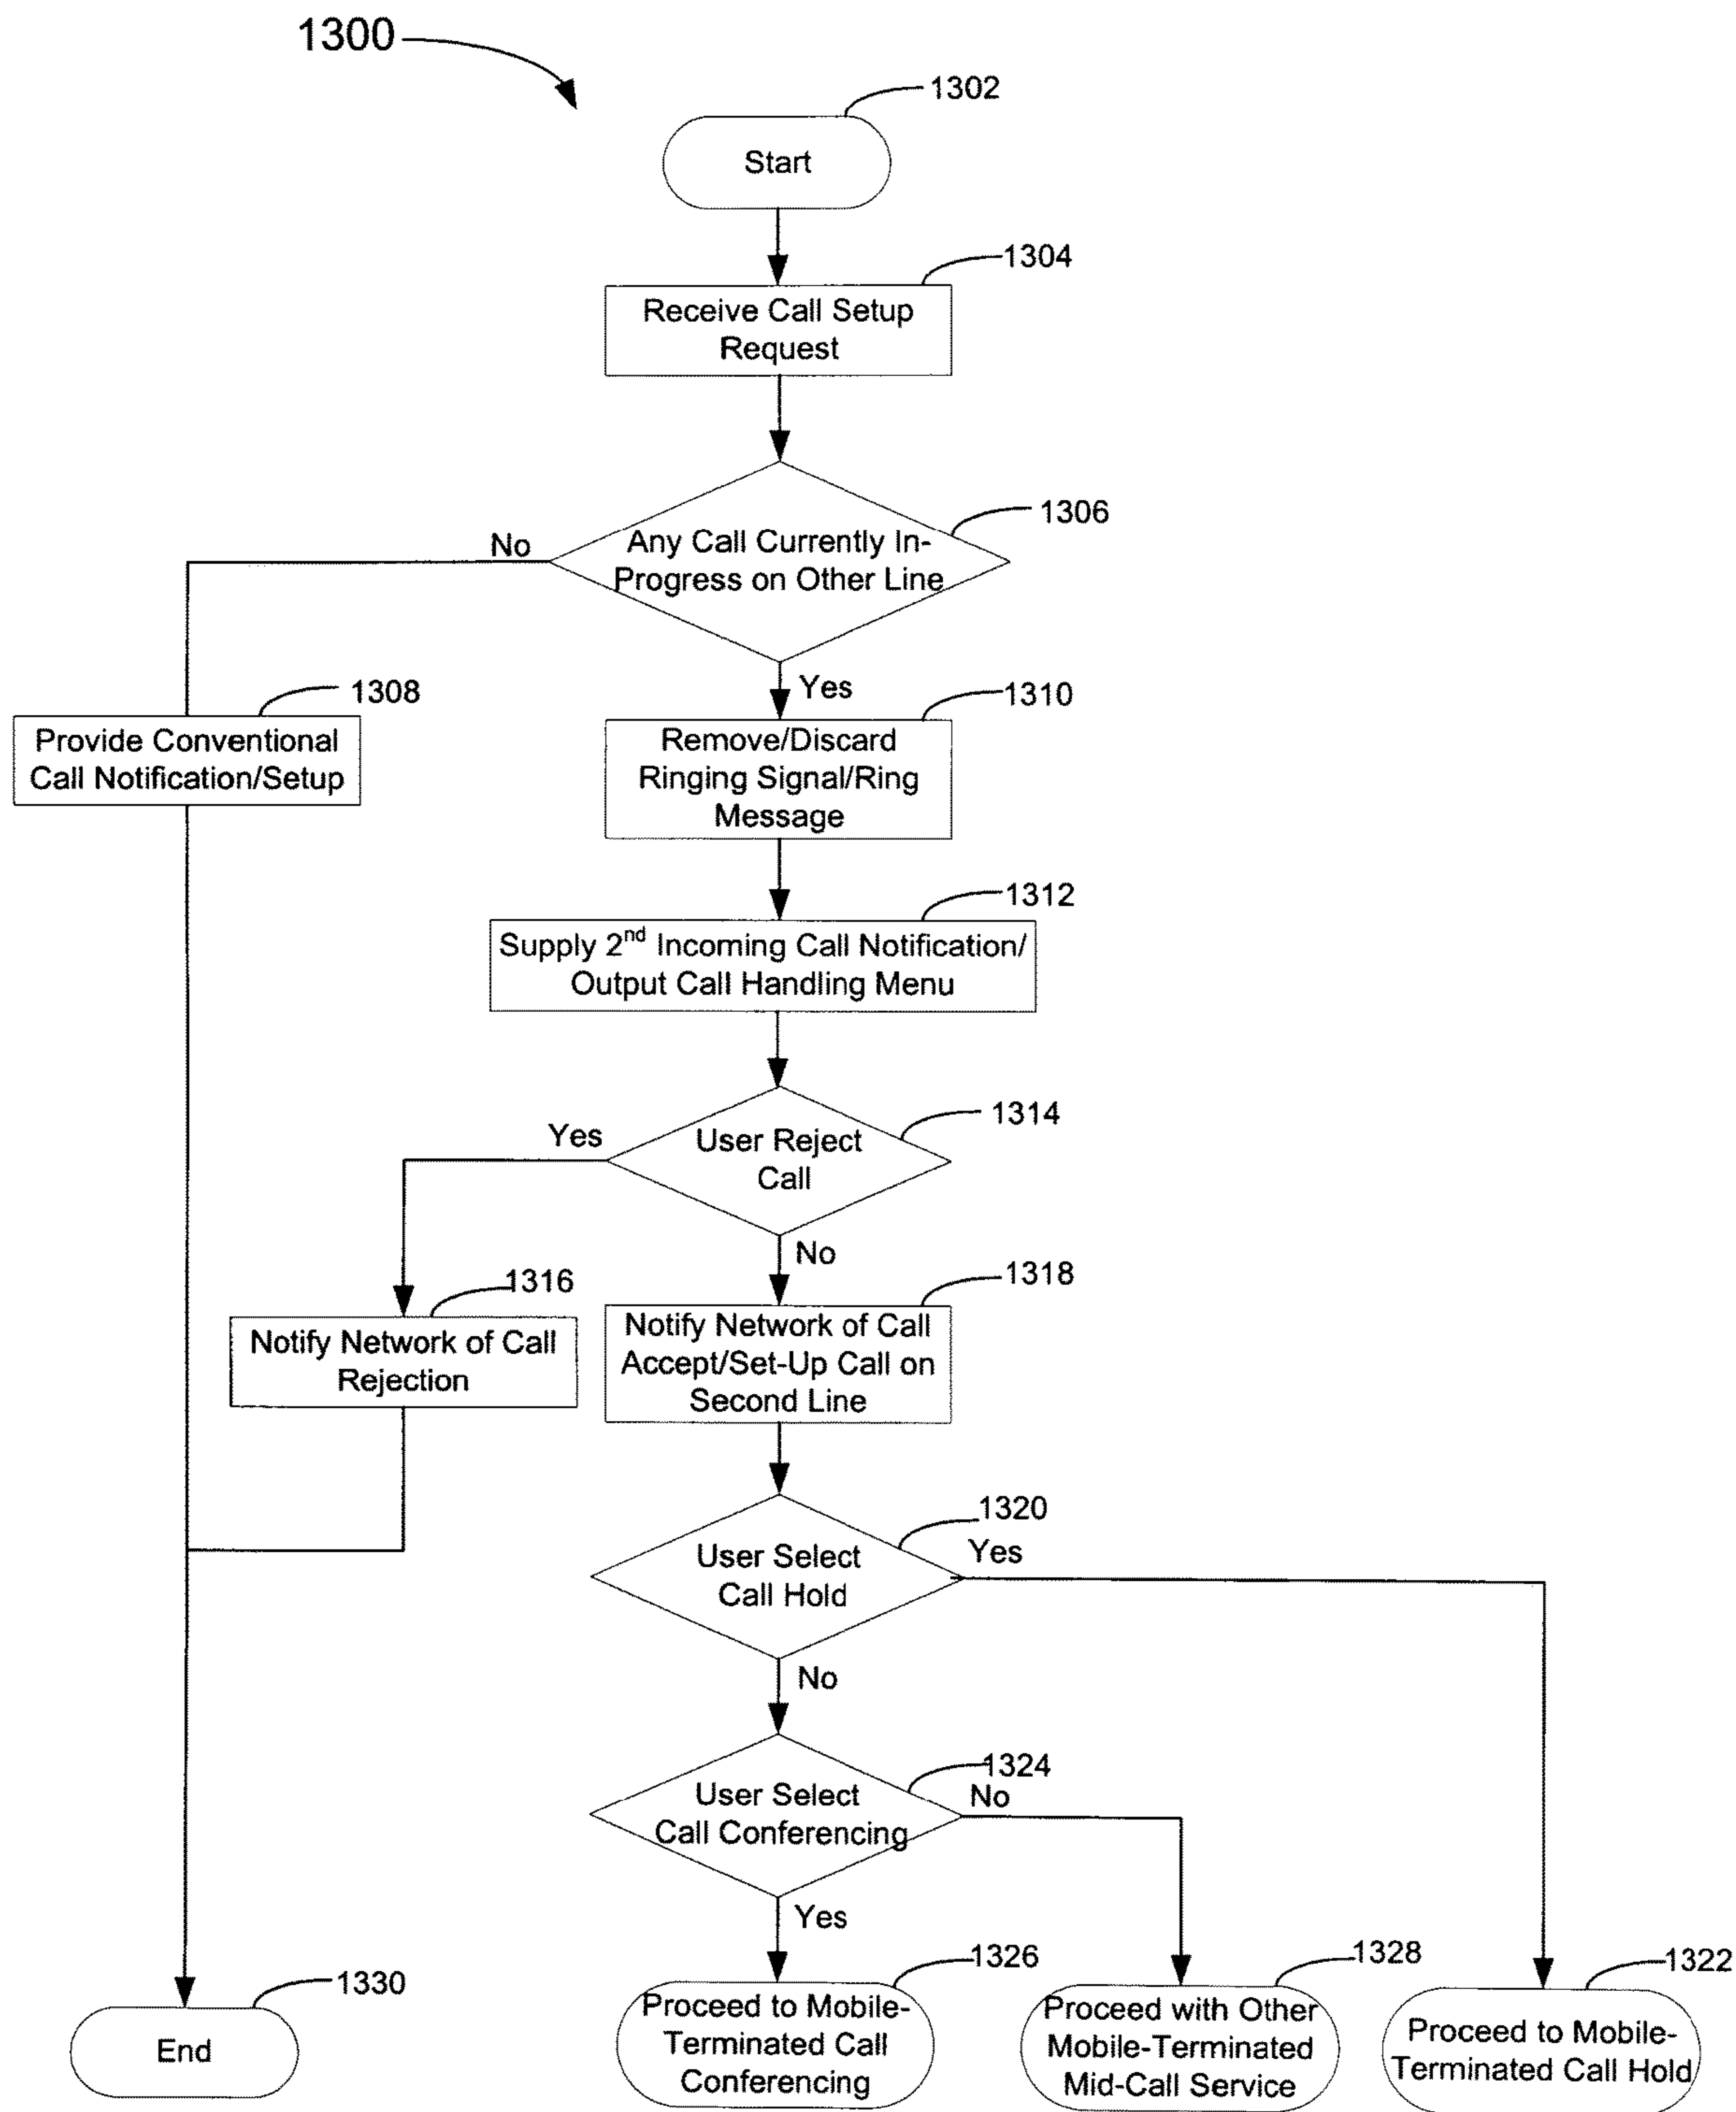 1300
1302
Start
1304
Receive Call Setup
Request
1306
Any Call Currently In-
Progress on Other Line
No
Yes
1308
Provide Conventional
Call Notification/Setup
1310
Remove/Discard
Ringing Signal/Ring
Message
1312
Supply 2nd Incoming Call Notification/
Output Call Handling Menu
1314
User Reject
Call
Yes
No
1316
Notify Network of Call
Rejection
1318
Notify Network of Call
Accept/Set-Up Call on
Second Line
1320
User Select
Call Hold
Yes
No
1324
User Select
Call Conferencing
No
Yes
1330
End
1326
Proceed to Mobile-
Terminated Call
Conferencing
1328
Proceed with Other
Mobile-Terminated
Mid-Call Service
1322
Proceed to Mobile-
Terminated Call Hold